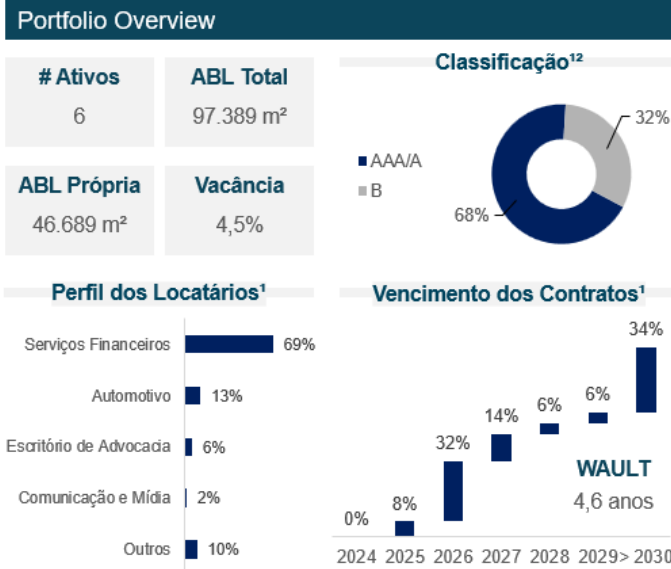 Portfolio Overview
# Ativos
6
ABL Total
97.389 m²
ABL Própria
46.689 m²
Vacância
4,5%
Classificação¹²
AAA/A
B
32%
68%
Perfil dos Locatários¹
Serviços Financeiros
69%
Automotivo
13%
Escritório de Advocacia
6%
Comunicação e Mídia
2%
Outros
10%
Vencimento dos Contratos¹
0%
8%
32%
14%
6%
6%
34%
WAULT
4,6 anos
2024 2025 2026 2027 2028 2029> 2030